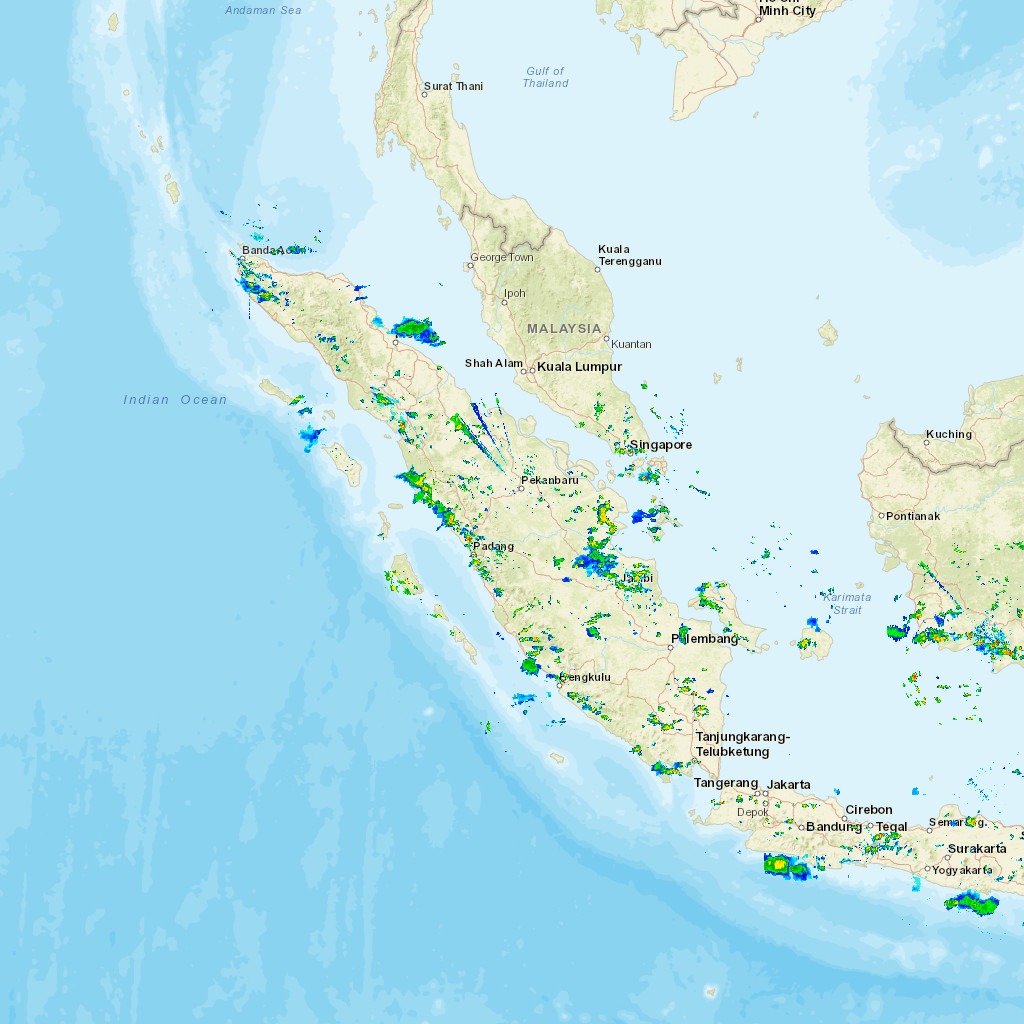 Andaman Sea
Minh City
Gulf of
Thailand
Surat Thani
Banda Aceh
George Town
Kuala
Terengganu
Ipoh
MALAYSIA
Kuantan
Shah Alam
Kuala Lumpur
Indian Ocean
Singapore
Kuching
Pekanbaru
Pontianak
Padang
Jambi
Karimata
Strait
Palembang
Bengkulu
Tanjungkarang-
Telubketung
Tangerang
Jakarta
Depok
Cirebon
Bandung
Tegal
Semarang
Surakarta
Yogyakarta